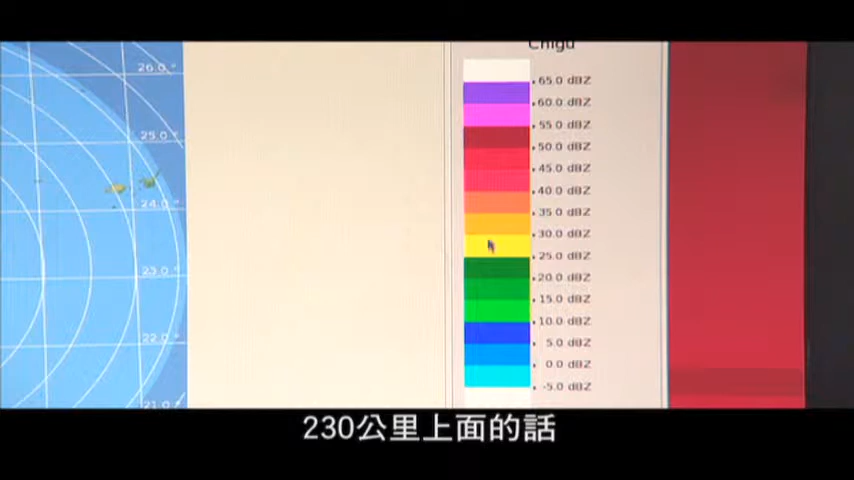 Chigu
26.0 °
25.0 °
24.0 °
23.0 °
22.0 °
21.0 °
65.0 dBZ
60.0 dBZ
55.0 dBZ
50.0 dBZ
45.0 dBZ
40.0 dBZ
35.0 dBZ
30.0 dBZ
25.0 dBZ
20.0 dBZ
15.0 dBZ
10.0 dBZ
5.0 dBZ
0.0 dBZ
-5.0 dBZ
230公里上面的話